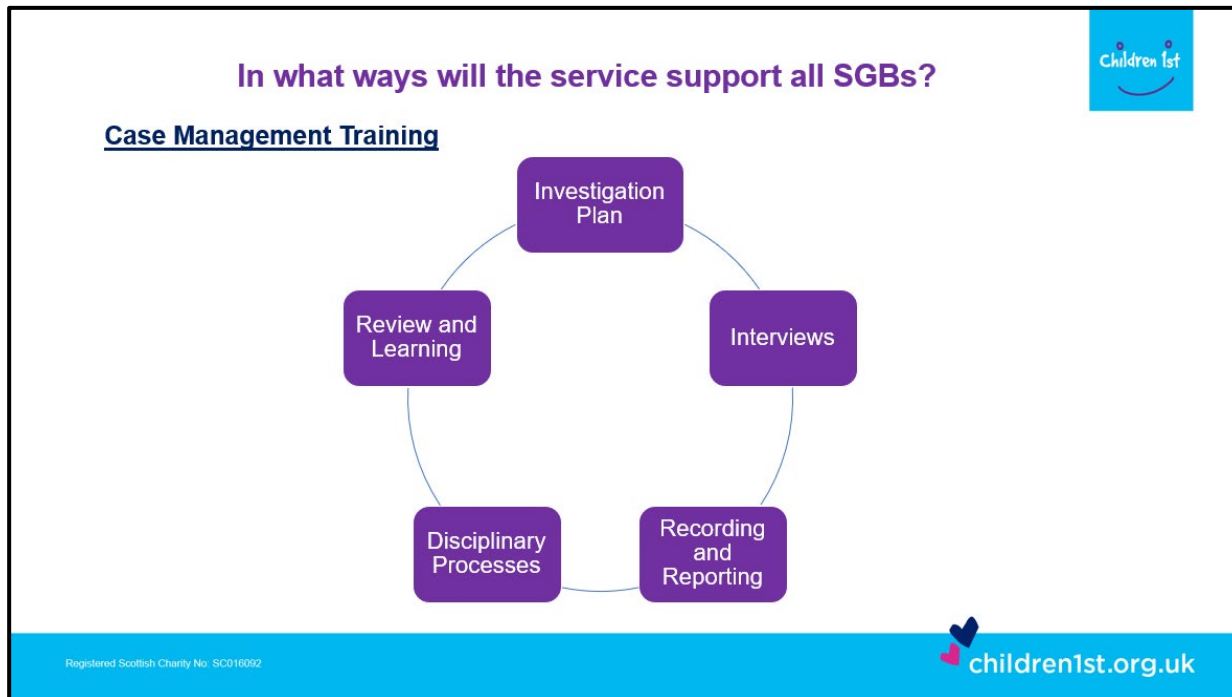 In what ways will the service support all SGBs?
Children 1st
Case Management Training
Investigation
Plan
Interviews
Recording
and
Reporting
Disciplinary
Processes
Review and
Learning
Registered Scottish Charity No: SC016092
children1st.org.uk